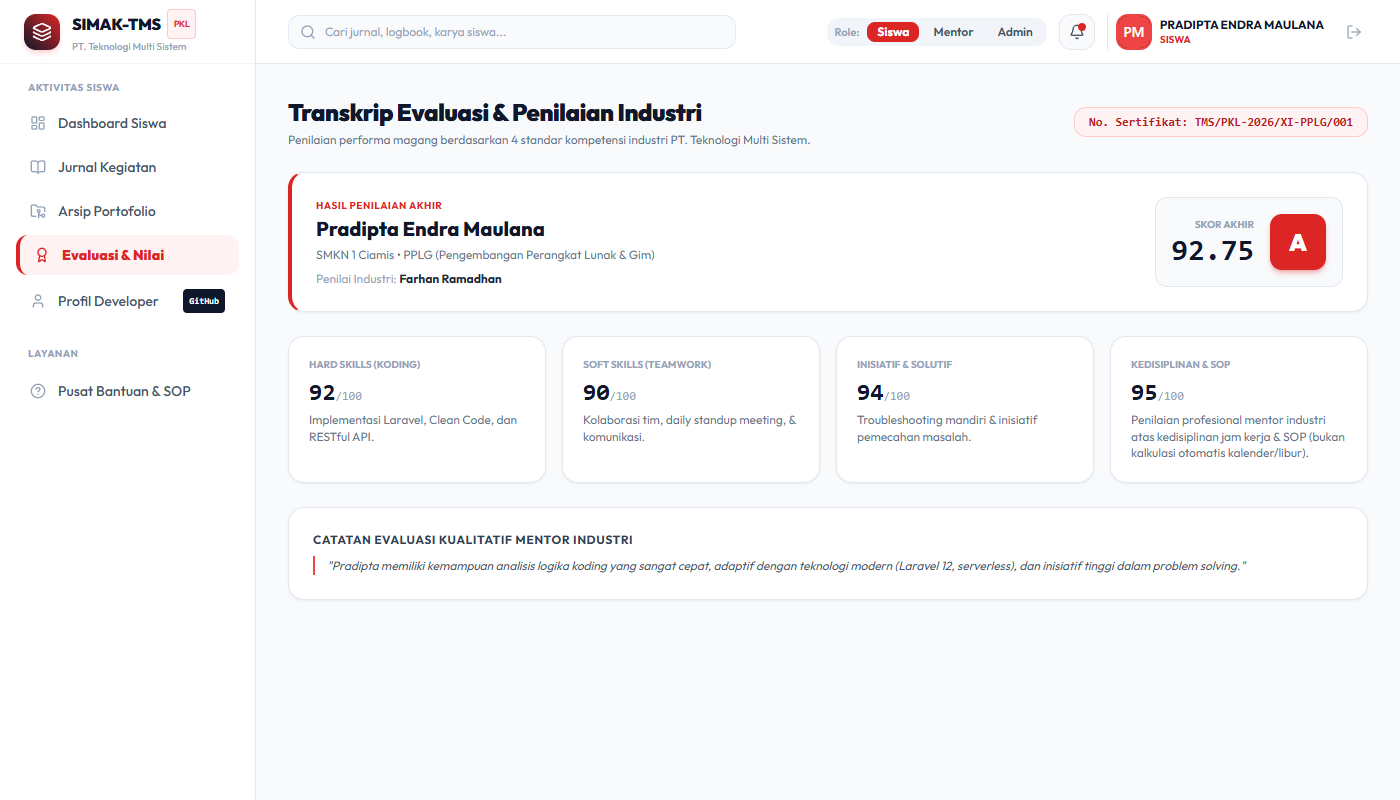 SIMAK-TMS PKL
PT. Teknologi Multi Sistem
Cari jurnal, logbook, karya siswa...
Role: Siswa Mentor Admin
PM
PRADIPTA ENDRA MAULANA
SISWA
AKTIVITAS SISWA
Dashboard Siswa
Jurnal Kegiatan
Arsip Portofolio
Evaluasi & Nilai
Profil Developer GitHub
LAYANAN
Pusat Bantuan & SOP
Transkrip Evaluasi & Penilaian Industri
Penilaian performa magang berdasarkan 4 standar kompetensi industri PT. Teknologi Multi Sistem.
No. Sertifikat: TMS/PKL-2026/XI-PPLG/001
HASIL PENILAIAN AKHIR
Pradipta Endra Maulana
SMKN 1 Ciamis • PPLG (Pengembangan Perangkat Lunak & Gim)
Penilai Industri: Farhan Ramadhan
SKOR AKHIR
92.75
A
HARD SKILLS (KODING)
92/100
Implementasi Laravel, Clean Code, dan
RESTful API.
SOFT SKILLS (TEAMWORK)
90/100
Kolaborasi tim, daily standup meeting, &
komunikasi.
INISIATIF & SOLUTIF
94/100
Troubleshooting mandiri & inisiatif
pemecahan masalah.
KEDISIPLINAN & SOP
95/100
Penilaian profesional mentor industri
atas kedisiplinan jam kerja & SOP (bukan
kalkulasi otomatis kalender/libur).
CATATAN EVALUASI KUALITATIF MENTOR INDUSTRI
"Pradipta memiliki kemampuan analisis logika koding yang sangat cepat, adaptif dengan teknologi modern (Laravel 12, serverless), dan inisiatif tinggi dalam problem solving."